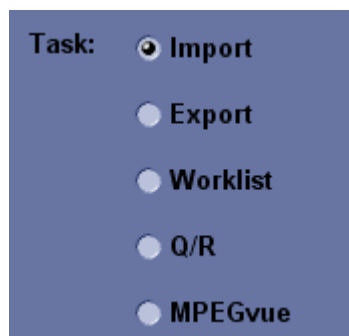 Task: Import
Export
Worklist
Q/R
MPEGvue